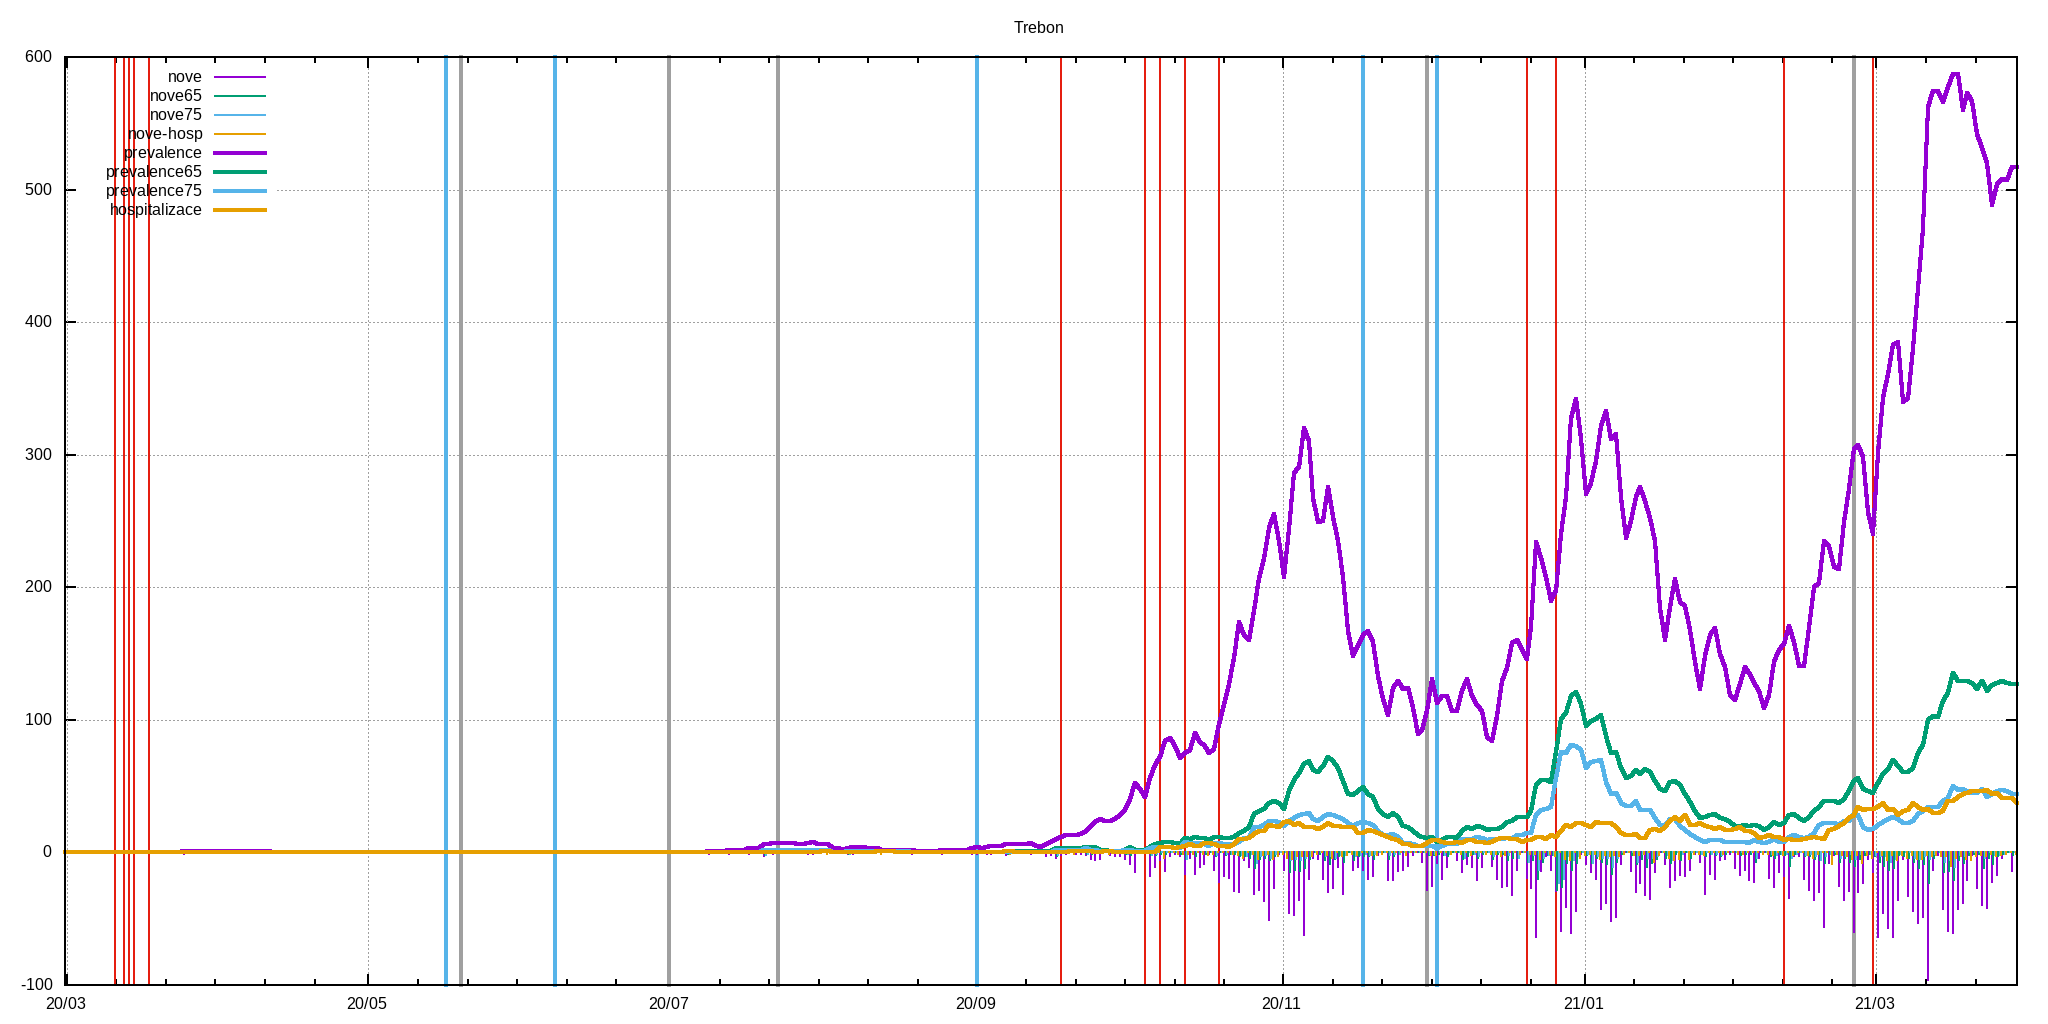 Trebon
600
nove
nove65
nove75
nove-hosp
prevalence
prevalence65
prevalence75
hospitalizace
500
400
300
200
100
0
-100
20/03 20/05 20/07 20/09 20/11 21/01 21/03